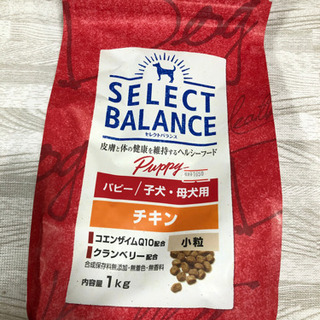 SELECT
BALANCE
セレクトバランス
皮膚と体の健康を維持するヘルシーフード
Puppy
パピー/子犬・母犬用
チキン
コエンザイムQ10配合
クランベリー配合
小粒
合成保存料無添加・無着色・無香料
内容量1kg